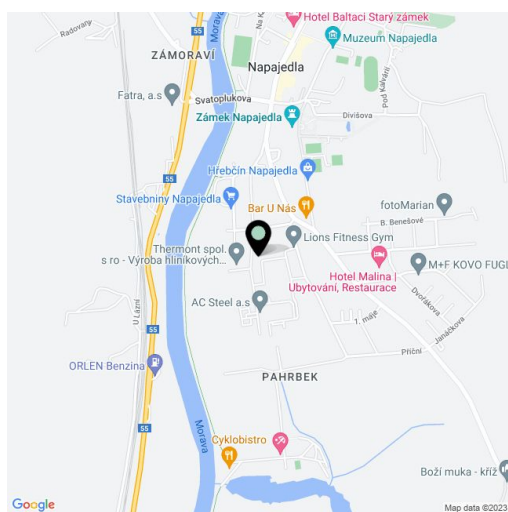 Radovany
Morava
Na Ka
Hotel Baltaci Starý zámek
Muzeum Napajedla
ZÁMORAVÍ
Napajedla
Pod Kalvárií
Fatra, a.s
Svatoplukova
Zámek Napajedla
Divišova
55
Hřebčín Napajedla
Stavebniny Napajedla
Bar U Nás
fotoMarian
B. Benešové
Lions Fitness Gym
Thermont spol.
s ro - Výroba hliníkových...
Hotel Malina |
Ubytování, Restaurace
M+F KOVO FUGL
Dvořákova
AC Steel a.s
1. máje
Janáčkova
U Lázní
Příční
ORLEN Benzina
PAHRBEK
55
Morava
Cyklobistro
Boží muka - kříž
55
Google
Map data ©2023